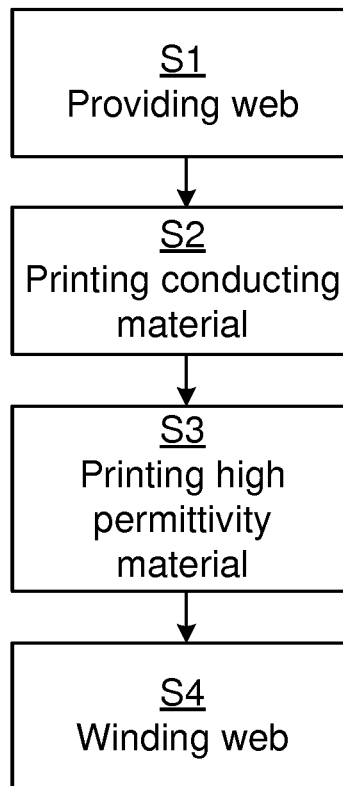 S1
Providing web
S2
Printing conducting
material
S3
Printing high
permittivity
material
S4
Winding web